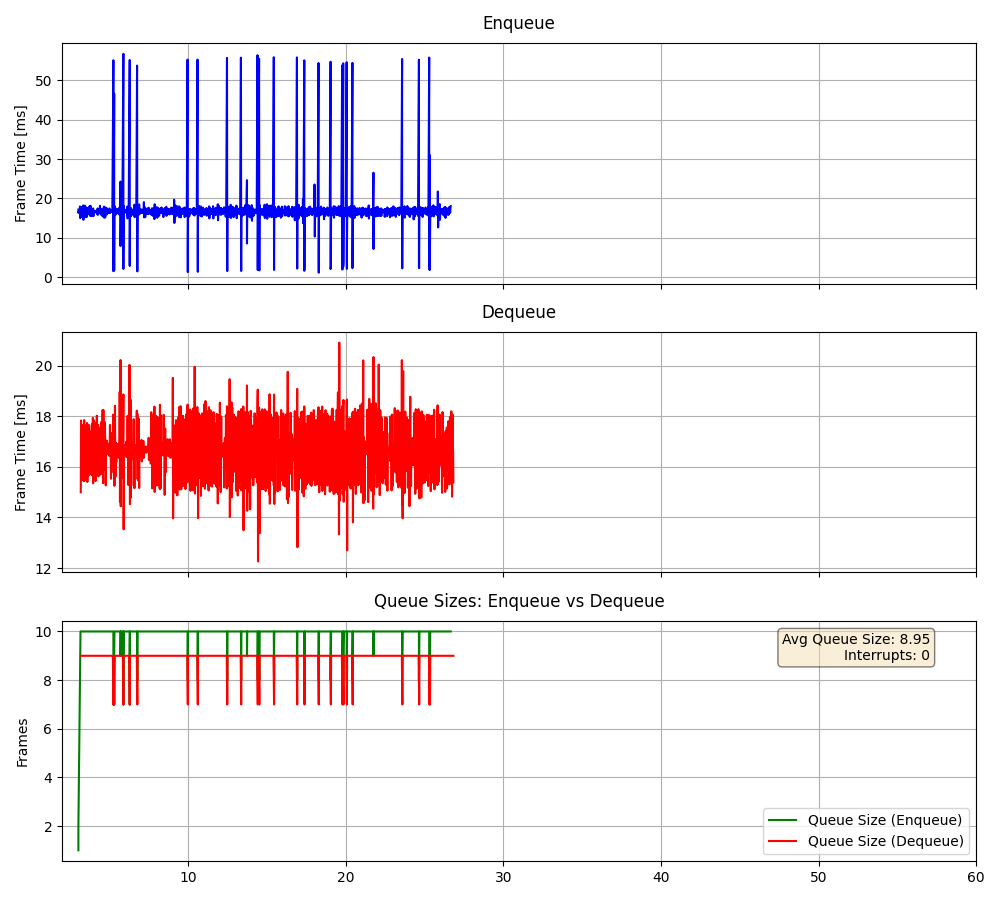 Enqueue
Frame Time [ms]
50
40
30
20
10
0
Dequeue
Frame Time [ms]
20
18
16
14
12
Queue Sizes: Enqueue vs Dequeue
Frames
10
8
6
4
2
Avg Queue Size: 8.95
Interrupts: 0
Queue Size (Enqueue)
Queue Size (Dequeue)
10
20
30
40
50
60